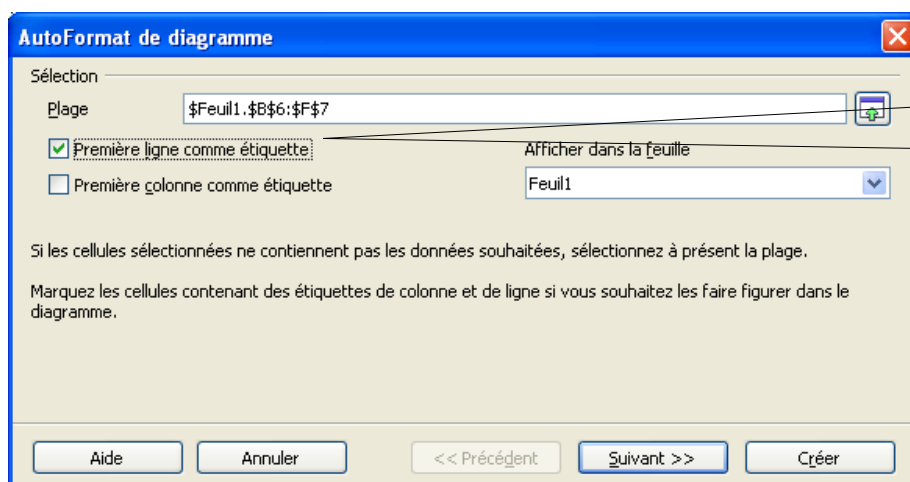 AutoFormat de diagramme
Sélection
Plage $Feuil1.$B$6:$F$7
Première ligne comme étiquette
Afficher dans la feuille
Première colonne comme étiquette
Feuil1
Si les cellules sélectionnées ne contiennent pas les données souhaitées, sélectionnez à présent la plage.
Marquez les cellules contenant des étiquettes de colonne et de ligne si vous souhaitez les faire figurer dans le
diagramme.
Aide Annuler << Précédent Suivant >> Créer